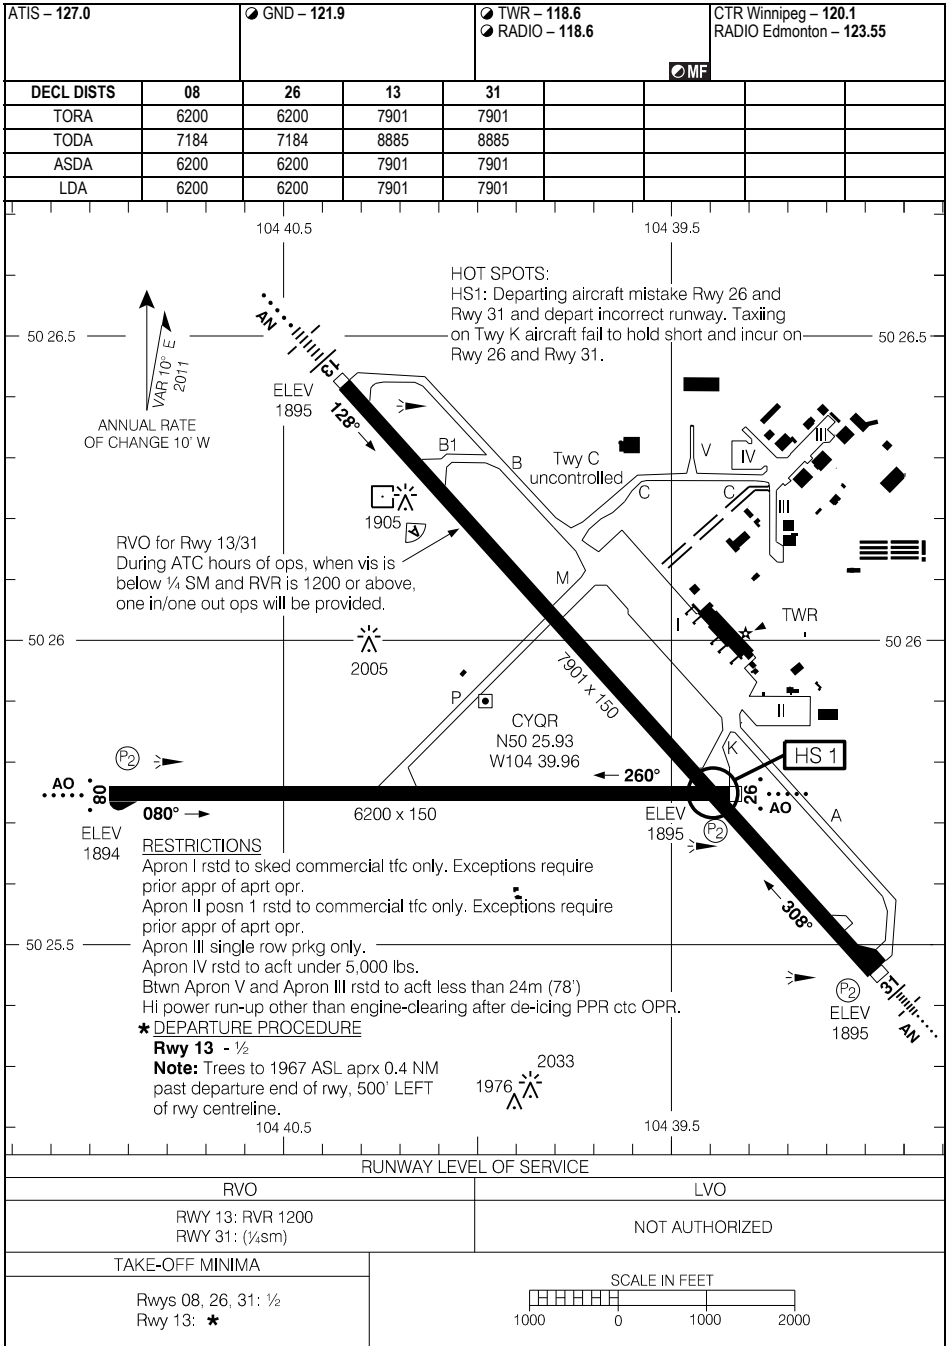 ATIS – 127.0
GND – 121.9
TWR – 118.6
RADIO – 118.6
MF
CTR Winnipeg – 120.1
RADIO Edmonton – 123.55
DECL DISTS 08 26 13 31
TORA 6200 6200 7901 7901
TODA 7184 7184 8885 8885
ASDA 6200 6200 7901 7901
LDA 6200 6200 7901 7901
104 40.5
104 39.5
HOT SPOTS:
HS1: Departing aircraft mistake Rwy 26 and
Rwy 31 and depart incorrect runway. Taxiing
on Twy K aircraft fail to hold short and incur on
Rwy 26 and Rwy 31.
50 26.5
50 26.5
AN
13
VAR 10° E
2011
ANNUAL RATE
OF CHANGE 10' W
ELEV
1895
128°
B1
B
Twy C
uncontrolled
V
IV
III
C
C
III
1905
A
RVO for Rwy 13/31
During ATC hours of ops, when vis is
below ¼ SM and RVR is 1200 or above,
one in/one out ops will be provided.
M
I
TWR
50 26
50 26
2005
7901 x 150
P
II
CYQR
N50 25.93
W104 39.96
K
HS 1
P2
AO
08
080°
6200 x 150
260°
26
AO
A
ELEV
1894
ELEV
1895
P2
RESTRICTIONS
Apron I rstd to sked commercial tfc only. Exceptions require
prior appr of aprt opr.
Apron II posn 1 rstd to commercial tfc only. Exceptions require
prior appr of aprt opr.
Apron III single row prkg only.
Apron IV rstd to acft under 5,000 lbs.
Btwn Apron V and Apron III rstd to acft less than 24m (78')
Hi power run-up other than engine-clearing after de-icing PPR ctc OPR.
308°
50 25.5
50 25.5
P2
31
AN
ELEV
1895
* DEPARTURE PROCEDURE
Rwy 13 - ½
Note: Trees to 1967 ASL aprx 0.4 NM
past departure end of rwy, 500' LEFT
of rwy centreline.
1976
2033
104 40.5
104 39.5
RUNWAY LEVEL OF SERVICE
RVO
LVO
RWY 13: RVR 1200
RWY 31: (¼sm)
NOT AUTHORIZED
TAKE-OFF MINIMA
Rwys 08, 26, 31: ½
Rwy 13: *
SCALE IN FEET
1000 0 1000 2000